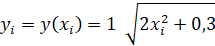 yᵢ = y(xᵢ) = 1 √(2xᵢ² + 0,3)